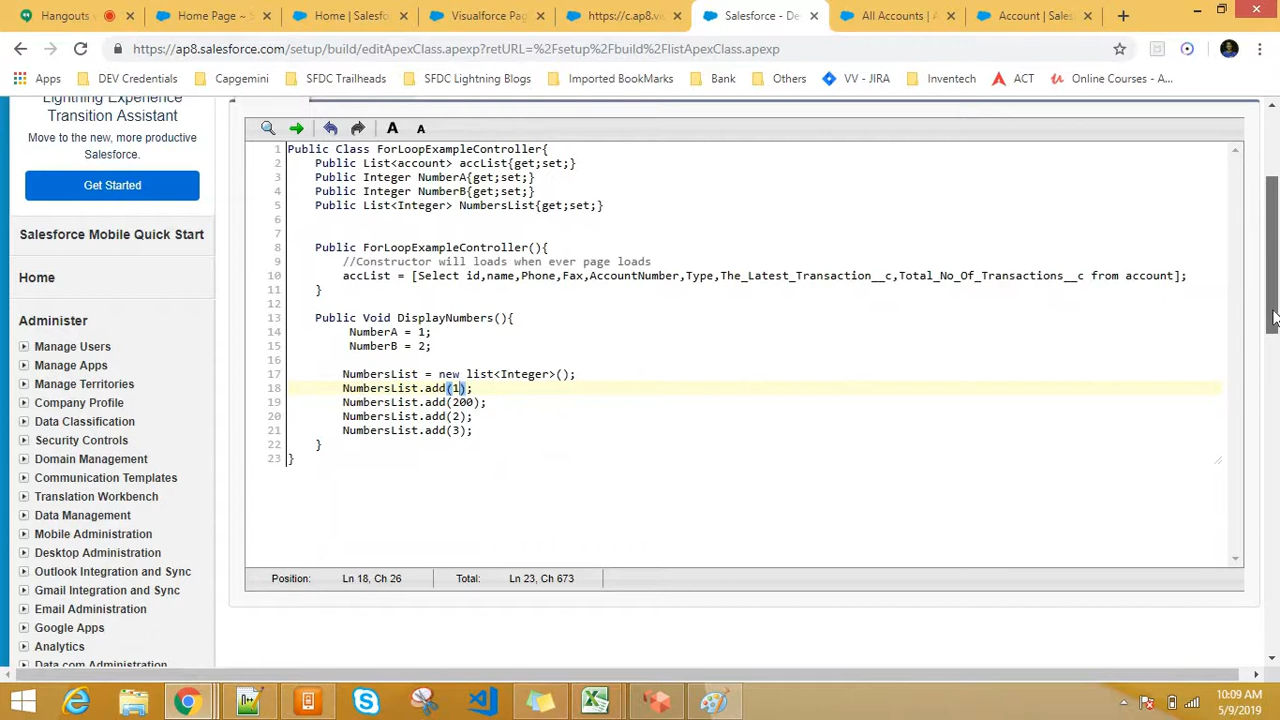 Hangouts
Home Page ~ S
Home | Salesfo
Visualforce Pag
https://c.ap8.vi
Salesforce - De
All Accounts | A
Account | Sales
https://ap8.salesforce.com/setup/build/editApexClass.apexp?retURL=%2Fsetup%2Fbuild%2FlistApexClass.apexp
Apps
DEV Credentials
Capgemini
SFDC Trailheads
SFDC Lightning Blogs
Imported BookMarks
Bank
Others
VV - JIRA
Inventech
ACT
Online Courses - A...
Lightning Experience
Transition Assistant
Move to the new, more productive
Salesforce.
Get Started
Salesforce Mobile Quick Start
Home
Administer
Manage Users
Manage Apps
Manage Territories
Company Profile
Data Classification
Security Controls
Domain Management
Communication Templates
Translation Workbench
Data Management
Mobile Administration
Desktop Administration
Outlook Integration and Sync
Gmail Integration and Sync
Email Administration
Google Apps
Analytics
Data.com Administration
A A
1 Public Class ForLoopExampleController{
2 Public List<account> accList{get;set;}
3 Public Integer NumberA{get;set;}
4 Public Integer NumberB{get;set;}
5 Public List<Integer> NumbersList{get;set;}
6
7
8 Public ForLoopExampleController(){
9 //Constructor will loads when ever page loads
10 accList = [Select id,name,Phone,Fax,AccountNumber,Type,The_Latest_Transaction__c,Total_No_Of_Transactions__c from account];
11 }
12
13 Public Void DisplayNumbers(){
14 NumberA = 1;
15 NumberB = 2;
16
17 NumbersList = new list<Integer>();
18 NumbersList.add(1);
19 NumbersList.add(200);
20 NumbersList.add(2);
21 NumbersList.add(3);
22 }
23 }
Position: Ln 18, Ch 26 Total: Ln 23, Ch 673
10:09 AM
5/9/2019